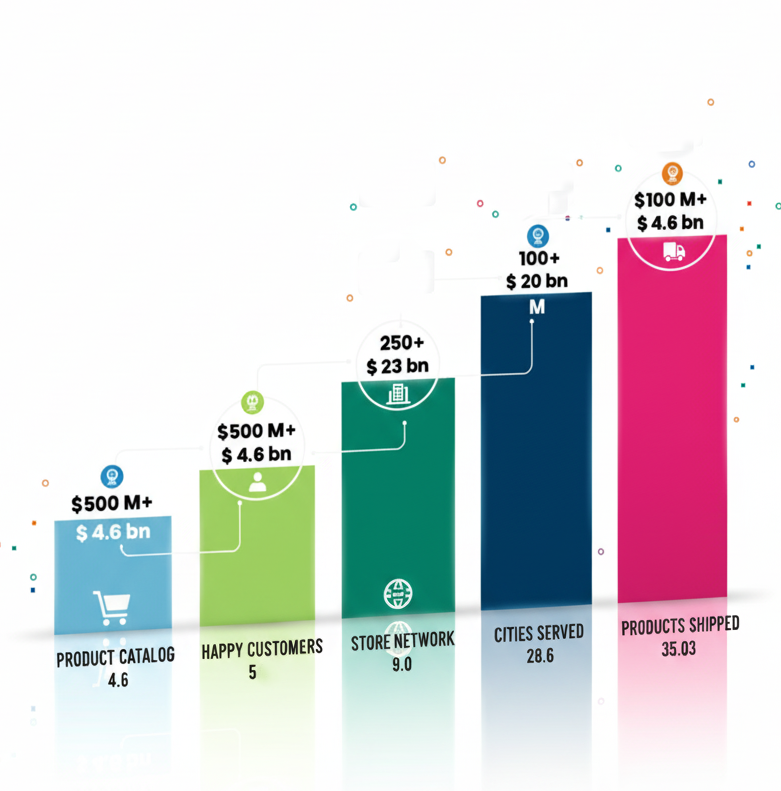 $500 M+
$ 4.6 bn
PRODUCT CATALOG
4.6
$500 M+
$ 4.6 bn
HAPPY CUSTOMERS
5
250+
$ 23 bn
STORE NETWORK
9.0
100+
$ 20 bn
M
CITIES SERVED
28.6
$100 M+
$ 4.6 bn
PRODUCTS SHIPPED
35.03